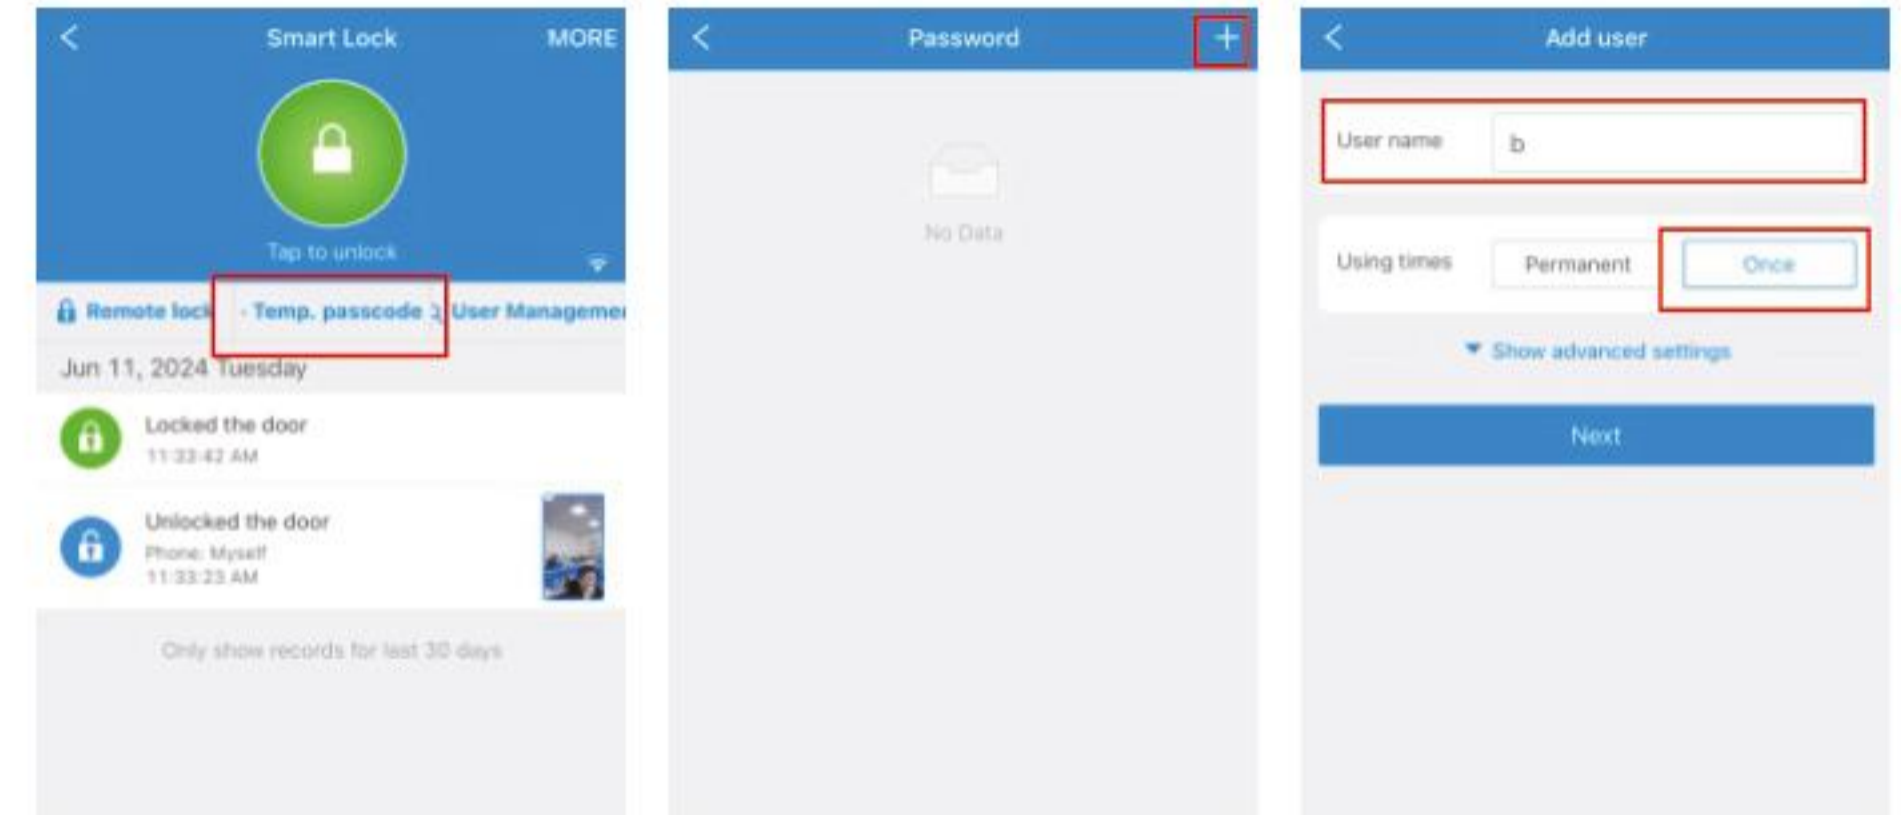 Smart Lock
MORE
Tap to unlock
Remote lock
Temp. passcode
User Manageme
Jun 11, 2024 Tuesday
Locked the door
11:33:42 AM
Unlocked the door
Phone: Myself
11:33:23 AM
Only show records for last 30 days
Password
No Data
Add user
User name
b
Using times
Permanent
Once
Show advanced settings
Next